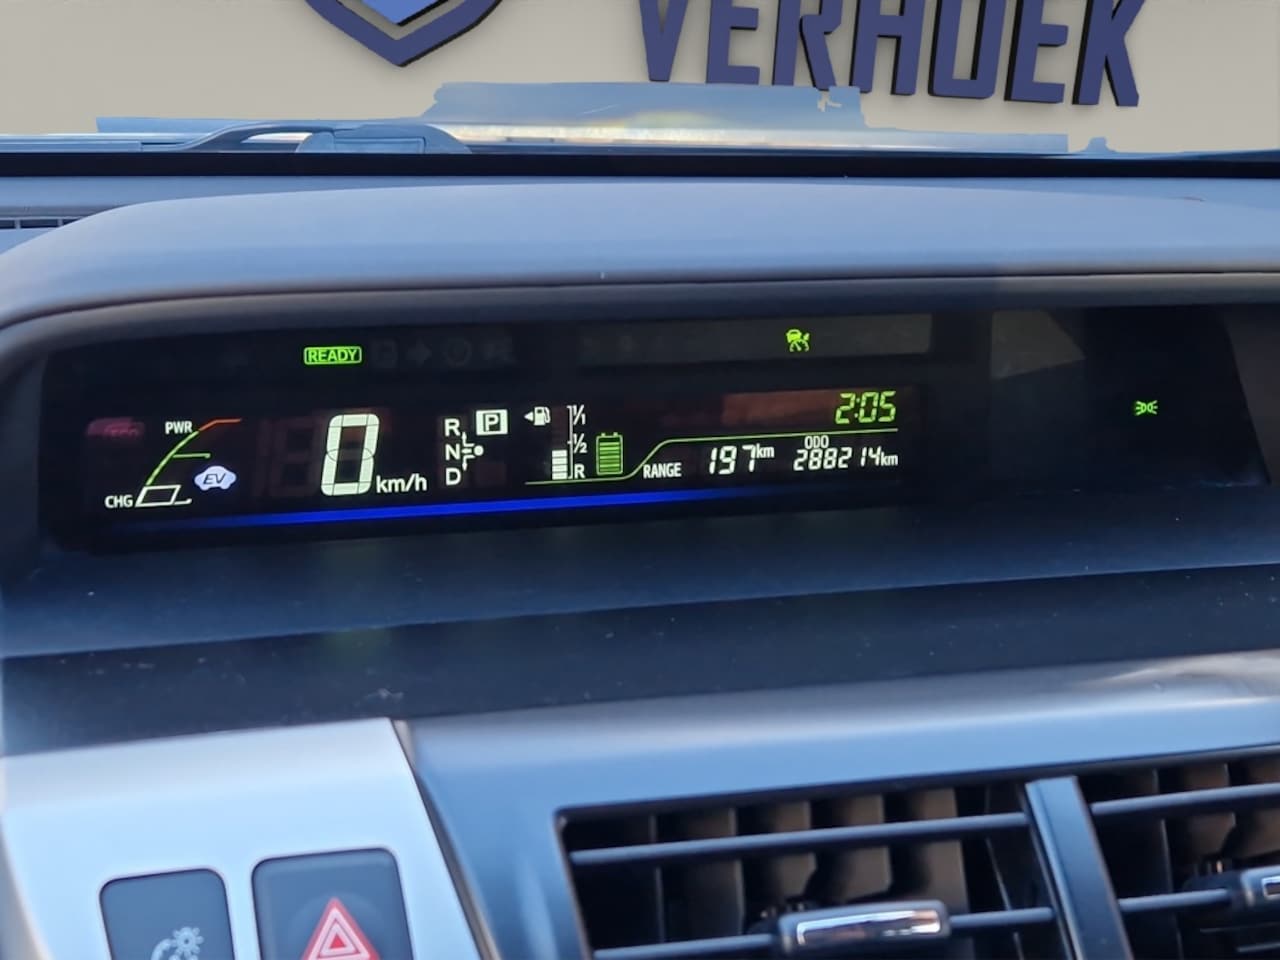 VERHOEK
READY
PWR
CHG
EV
0 km/h
R
N
D
P
1/1
1/2
R
2:05
RANGE 197 km
ODO
288214 km